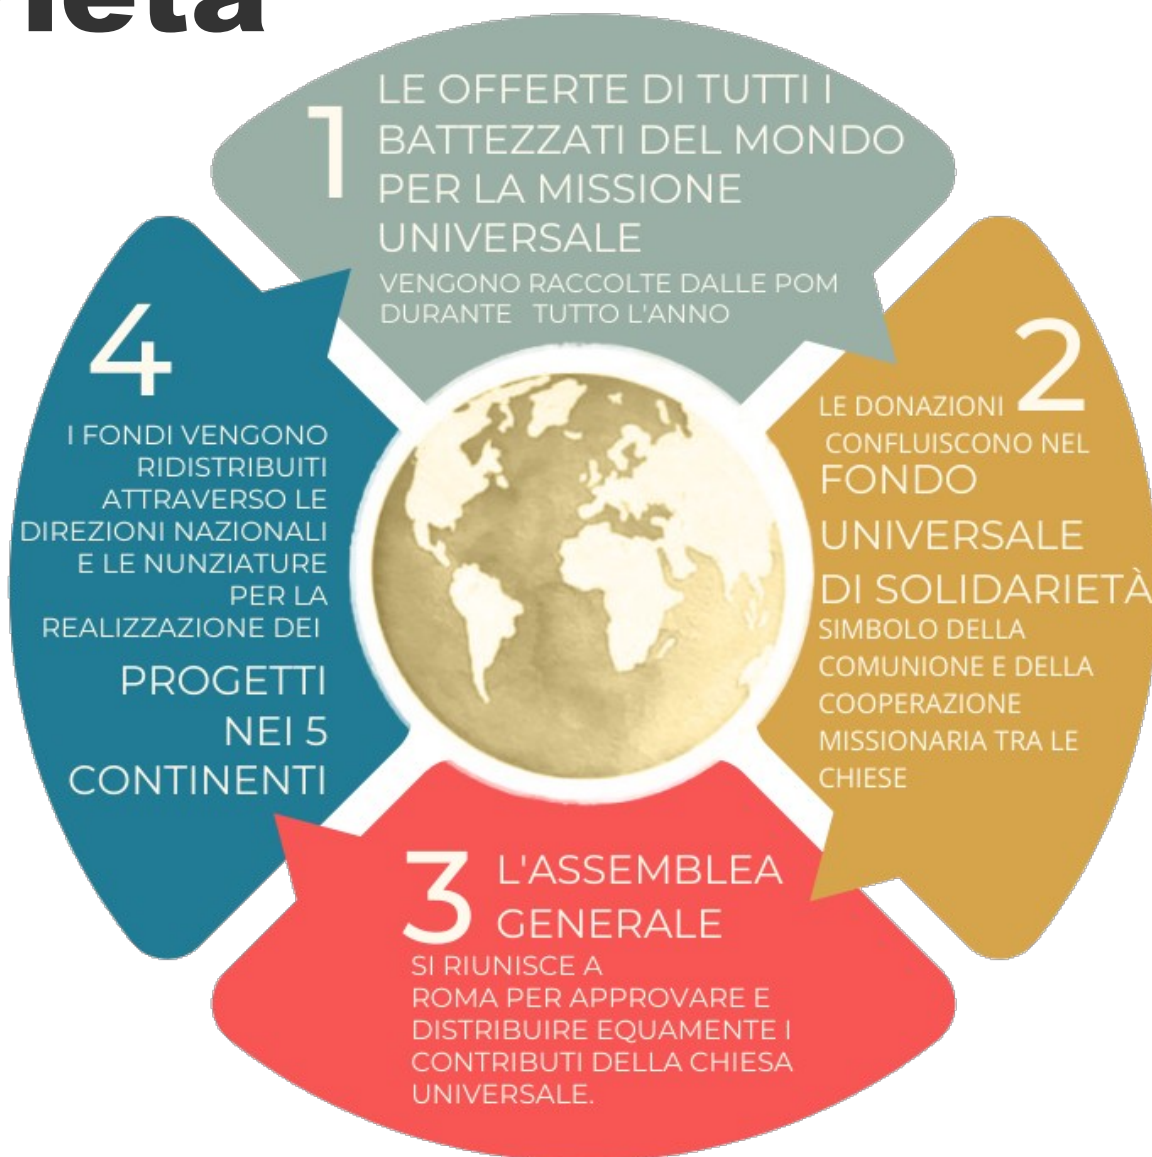 ietà
1
LE OFFERTE DI TUTTI I
BATTEZZATI DEL MONDO
PER LA MISSIONE
UNIVERSALE
VENGONO RACCOLTE DALLE POM
DURANTE TUTTO L'ANNO
2
LE DONAZIONI
CONFLUISCONO NEL
FONDO
UNIVERSALE
DI SOLIDARIETÀ
SIMBOLO DELLA
COMUNIONE E DELLA
COOPERAZIONE
MISSIONARIA TRA LE
CHIESE
3
L'ASSEMBLEA
GENERALE
SI RIUNISCE A
ROMA PER APPROVARE E
DISTRIBUIRE EQUAMENTE I
CONTRIBUTI DELLA CHIESA
UNIVERSALE.
4
I FONDI VENGONO
RIDISTRIBUITI
ATTRAVERSO LE
DIREZIONI NAZIONALI
E LE NUNZIATURE
PER LA
REALIZZAZIONE DEI
PROGETTI
NEI 5
CONTINENTI